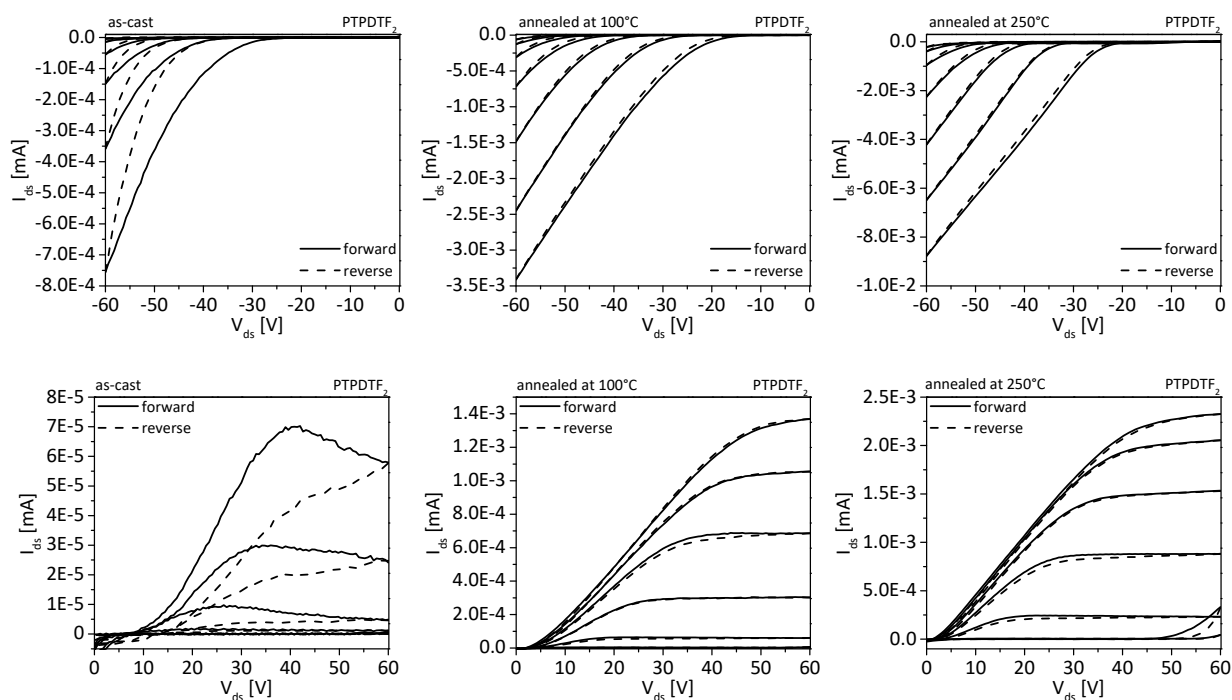 as-cast PTPDTF2
0.0
-1.0E-4
-2.0E-4
-3.0E-4
-4.0E-4
-5.0E-4
-6.0E-4
-7.0E-4
-8.0E-4
Ids [mA]
forward
reverse
-60 -50 -40 -30 -20 -10 0
Vds [V]
annealed at 100°C PTPDTF2
0.0
-5.0E-4
-1.0E-3
-1.5E-3
-2.0E-3
-2.5E-3
-3.0E-3
-3.5E-3
Ids [mA]
forward
reverse
-60 -50 -40 -30 -20 -10 0
Vds [V]
annealed at 250°C PTPDTF2
0.0
-2.0E-3
-4.0E-3
-6.0E-3
-8.0E-3
-1.0E-2
Ids [mA]
forward
reverse
-60 -50 -40 -30 -20 -10 0
Vds [V]
as-cast PTPDTF2
8E-5
7E-5
6E-5
5E-5
4E-5
3E-5
2E-5
1E-5
0
Ids [mA]
forward
reverse
0 10 20 30 40 50 60
Vds [V]
annealed at 100°C PTPDTF2
1.4E-3
1.2E-3
1.0E-3
8.0E-4
6.0E-4
4.0E-4
2.0E-4
0.0
Ids [mA]
forward
reverse
0 10 20 30 40 50 60
Vds [V]
annealed at 250°C PTPDTF2
2.5E-3
2.0E-3
1.5E-3
1.0E-3
5.0E-4
0.0
Ids [mA]
forward
reverse
0 10 20 30 40 50 60
Vds [V]